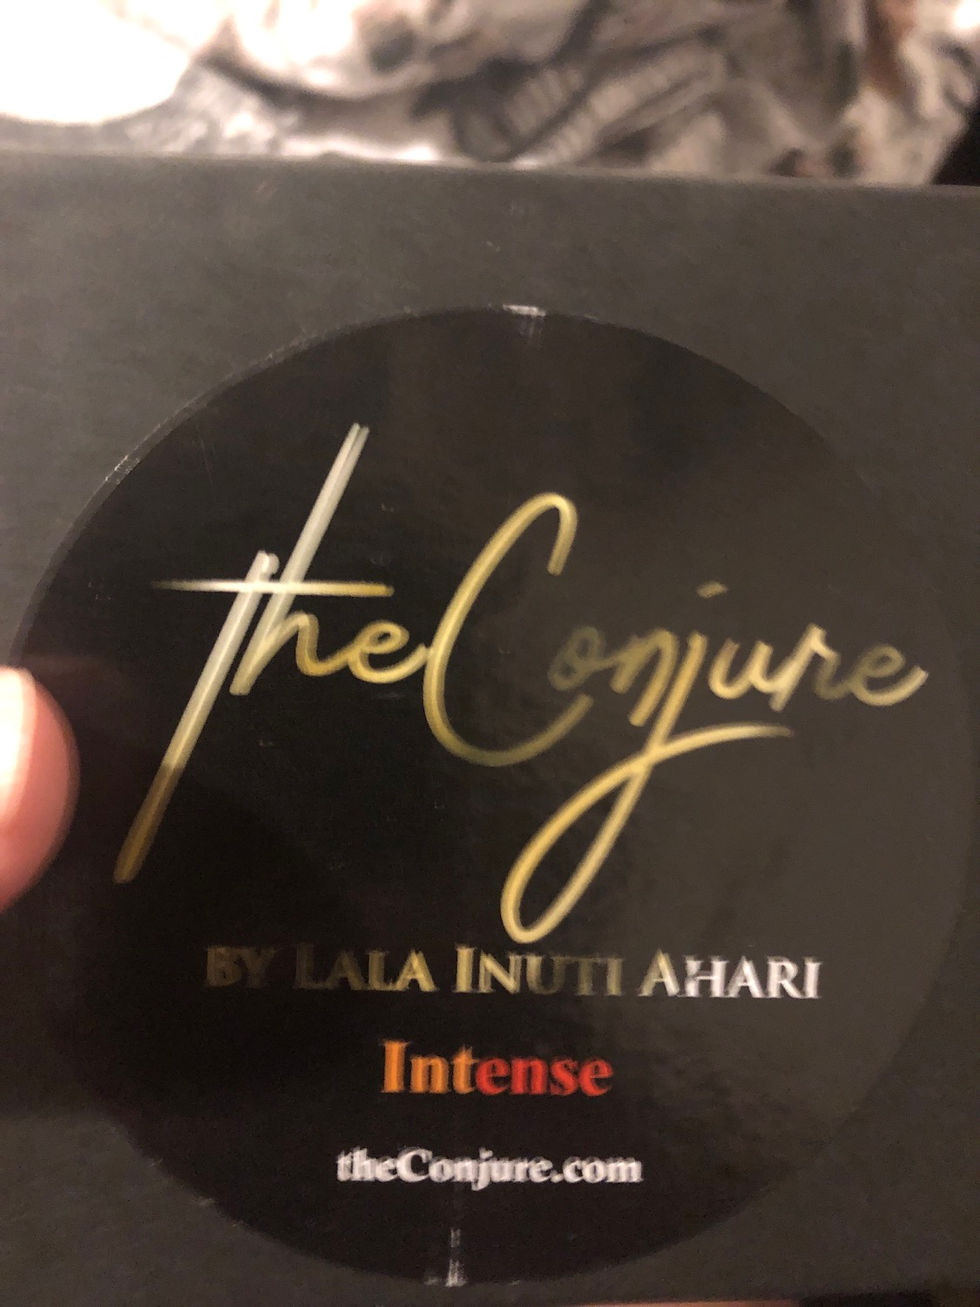 theConjure
BY LALA INUTI AHARI
Intense
theConjure.com